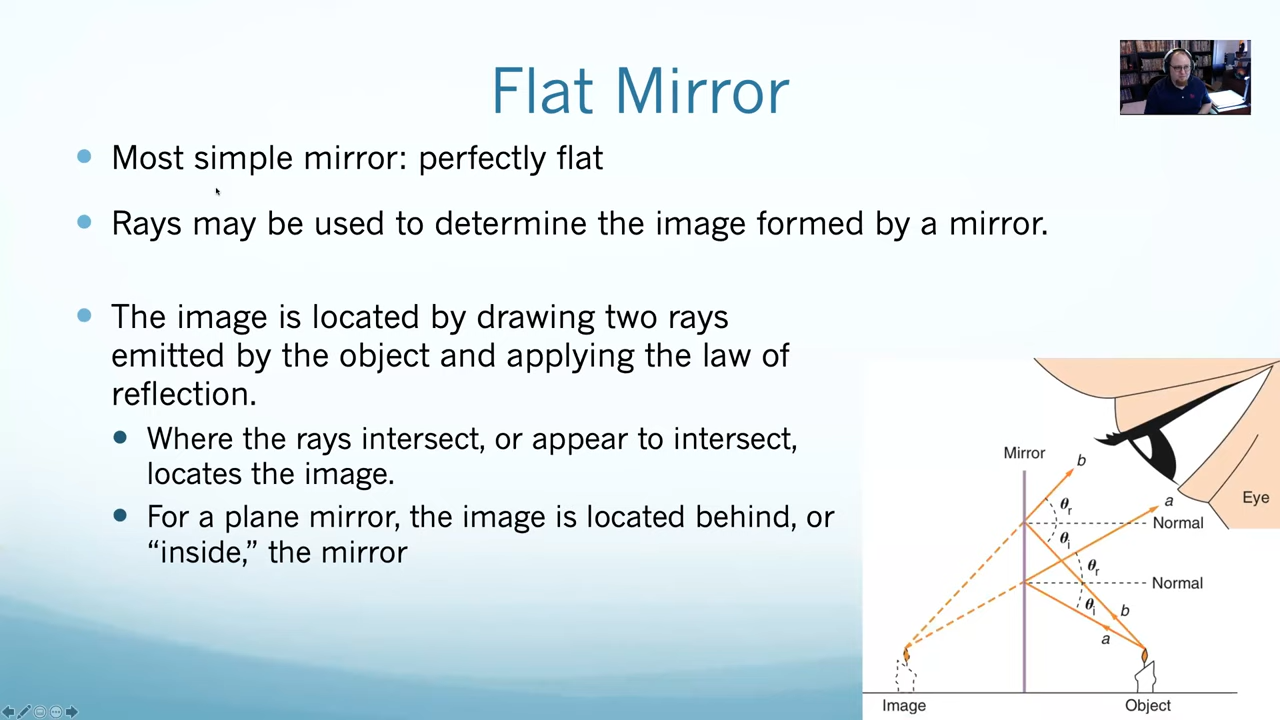 Flat Mirror
Most simple mirror: perfectly flat
Rays may be used to determine the image formed by a mirror.
The image is located by drawing two rays
emitted by the object and applying the law of
reflection.
Where the rays intersect, or appear to intersect,
locates the image.
For a plane mirror, the image is located behind, or
“inside,” the mirror
Mirror
b
a
Eye
θr
Normal
θi
θr
Normal
θi
b
a
Image
Object